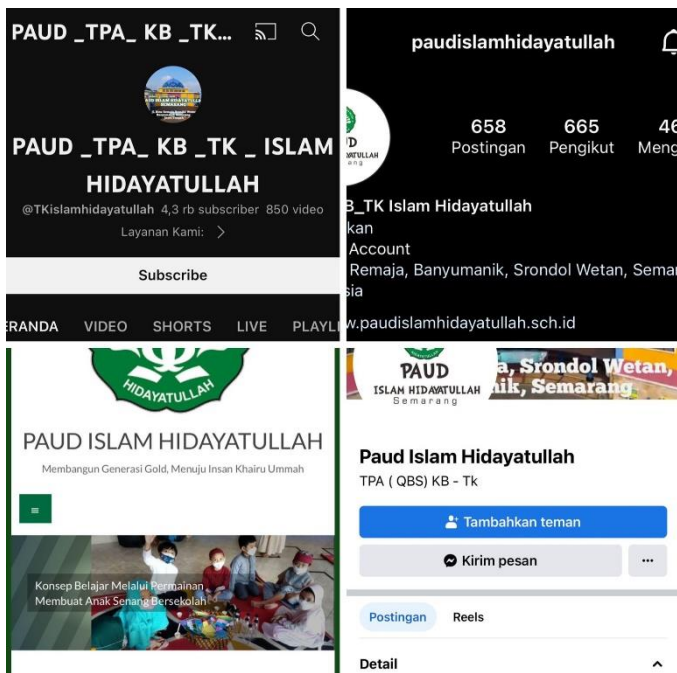 PAUD _TPA_ KB _TK...
PAUD _TPA_ KB _TK _ ISLAM
HIDAYATULLAH
@TKislamhidayatullah 4,3 rb subscriber 850 video
Layanan Kami: >
Subscribe
ERANDA VIDEO SHORTS LIVE PLAYLI
paudislamhidayatullah
658 665 46
Postingan Pengikut Meng
B_TK Islam Hidayatullah
kan
Account
Remaja, Banyumanik, Srondol Wetan, Semar
sia
w.paudislamhidayatullah.sch.id
HIDAYATULLAH
PAUD ISLAM HIDAYATULLAH
Membangun Generasi Gold, Menuju Insan Khairu Ummah
Konsep Belajar Melalui Permainan
Membuat Anak Senang Bersekolah
PAUD
ISLAM HIDAYATULLAH
Semarang
a, Srondol Wetan,
nik, Semarang
Paud Islam Hidayatullah
TPA ( QBS) KB - Tk
Tambahkan teman
Kirim pesan
Postingan Reels
Detail